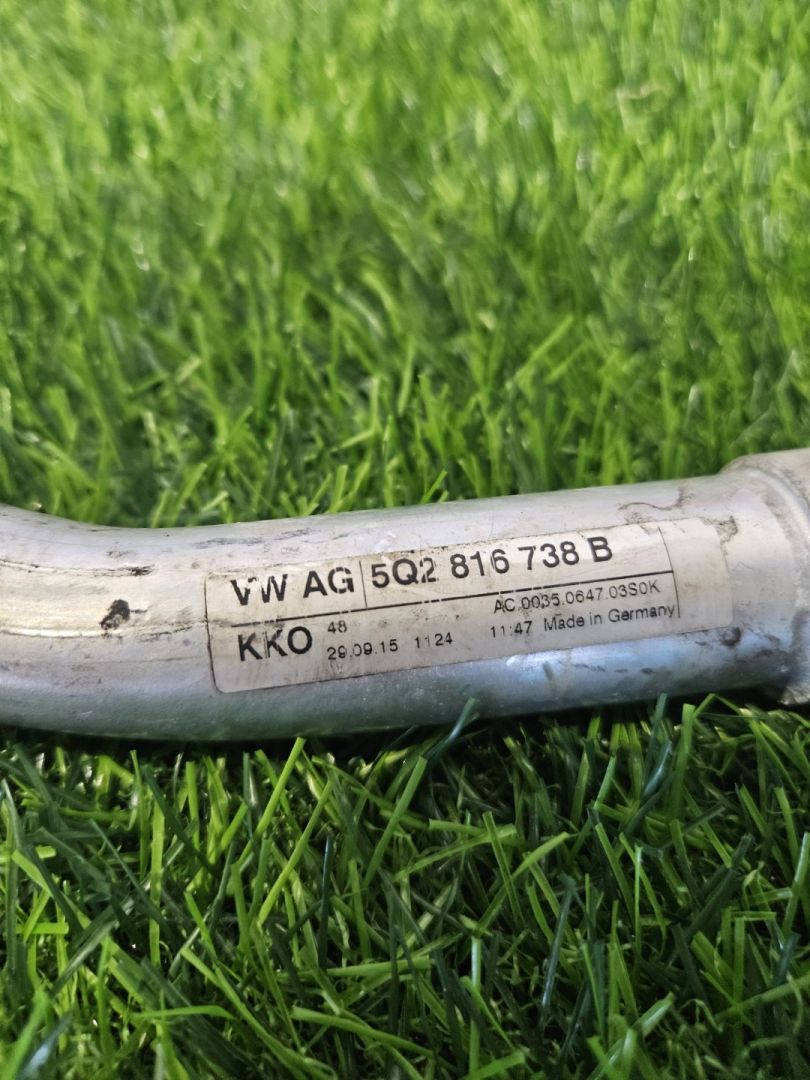 VW AG 5Q2 816 738 B
KKO 48 AC.0035.0647.03S0K
29.09.15 1124 11:47 Made in Germany